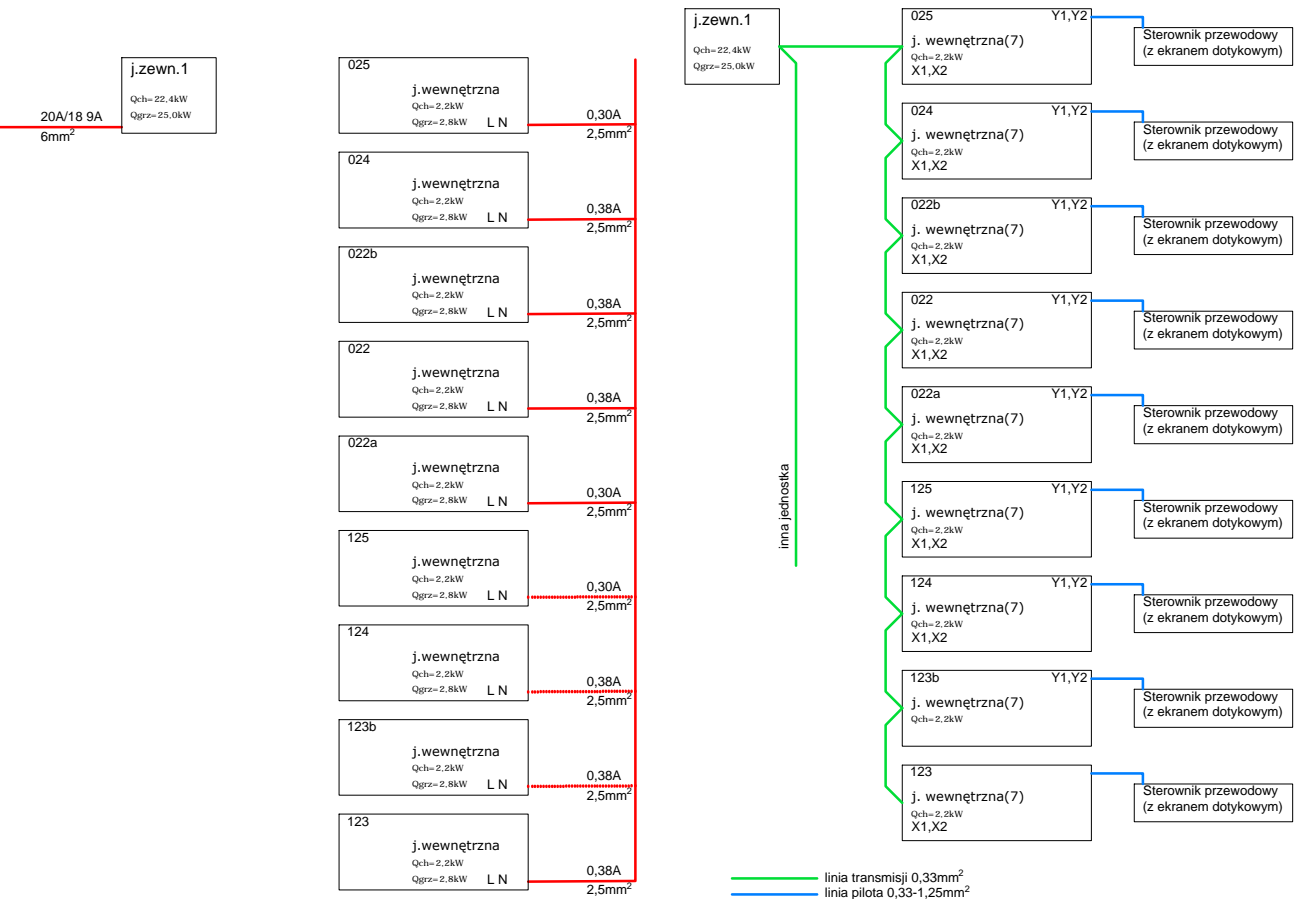 j.zewn.1
Qch=22,4kW
Qgrz=25,0kW
20A/18 9A
6mm²
025
j.wewnętrzna
Qch=2,2kW
Qgrz=2,8kW L N
0,30A
2,5mm²
024
j.wewnętrzna
Qch=2,2kW
Qgrz=2,8kW L N
0,38A
2,5mm²
022b
j.wewnętrzna
Qch=2,2kW
Qgrz=2,8kW L N
0,38A
2,5mm²
022
j.wewnętrzna
Qch=2,2kW
Qgrz=2,8kW L N
0,38A
2,5mm²
022a
j.wewnętrzna
Qch=2,2kW
Qgrz=2,8kW L N
0,30A
2,5mm²
125
j.wewnętrzna
Qch=2,2kW
Qgrz=2,8kW L N
0,30A
2,5mm²
124
j.wewnętrzna
Qch=2,2kW
Qgrz=2,8kW L N
0,38A
2,5mm²
123b
j.wewnętrzna
Qch=2,2kW
Qgrz=2,8kW L N
0,38A
2,5mm²
123
j.wewnętrzna
Qch=2,2kW
Qgrz=2,8kW L N
0,38A
2,5mm²
j.zewn.1
Qch=22,4kW
Qgrz=25,0kW
inna jednostka
025 Y1,Y2
j. wewnętrzna(7)
Qch=2,2kW
X1,X2
Sterownik przewodowy
(z ekranem dotykowym)
024 Y1,Y2
j. wewnętrzna(7)
Qch=2,2kW
X1,X2
Sterownik przewodowy
(z ekranem dotykowym)
022b Y1,Y2
j. wewnętrzna(7)
Qch=2,2kW
X1,X2
Sterownik przewodowy
(z ekranem dotykowym)
022 Y1,Y2
j. wewnętrzna(7)
Qch=2,2kW
X1,X2
Sterownik przewodowy
(z ekranem dotykowym)
022a Y1,Y2
j. wewnętrzna(7)
Qch=2,2kW
X1,X2
Sterownik przewodowy
(z ekranem dotykowym)
125 Y1,Y2
j. wewnętrzna(7)
Qch=2,2kW
X1,X2
Sterownik przewodowy
(z ekranem dotykowym)
124 Y1,Y2
j. wewnętrzna(7)
Qch=2,2kW
X1,X2
Sterownik przewodowy
(z ekranem dotykowym)
123b Y1,Y2
j. wewnętrzna(7)
Qch=2,2kW
Sterownik przewodowy
(z ekranem dotykowym)
123
j. wewnętrzna(7)
Qch=2,2kW
X1,X2
Sterownik przewodowy
(z ekranem dotykowym)
linia transmisji 0,33mm²
linia pilota 0,33-1,25mm²